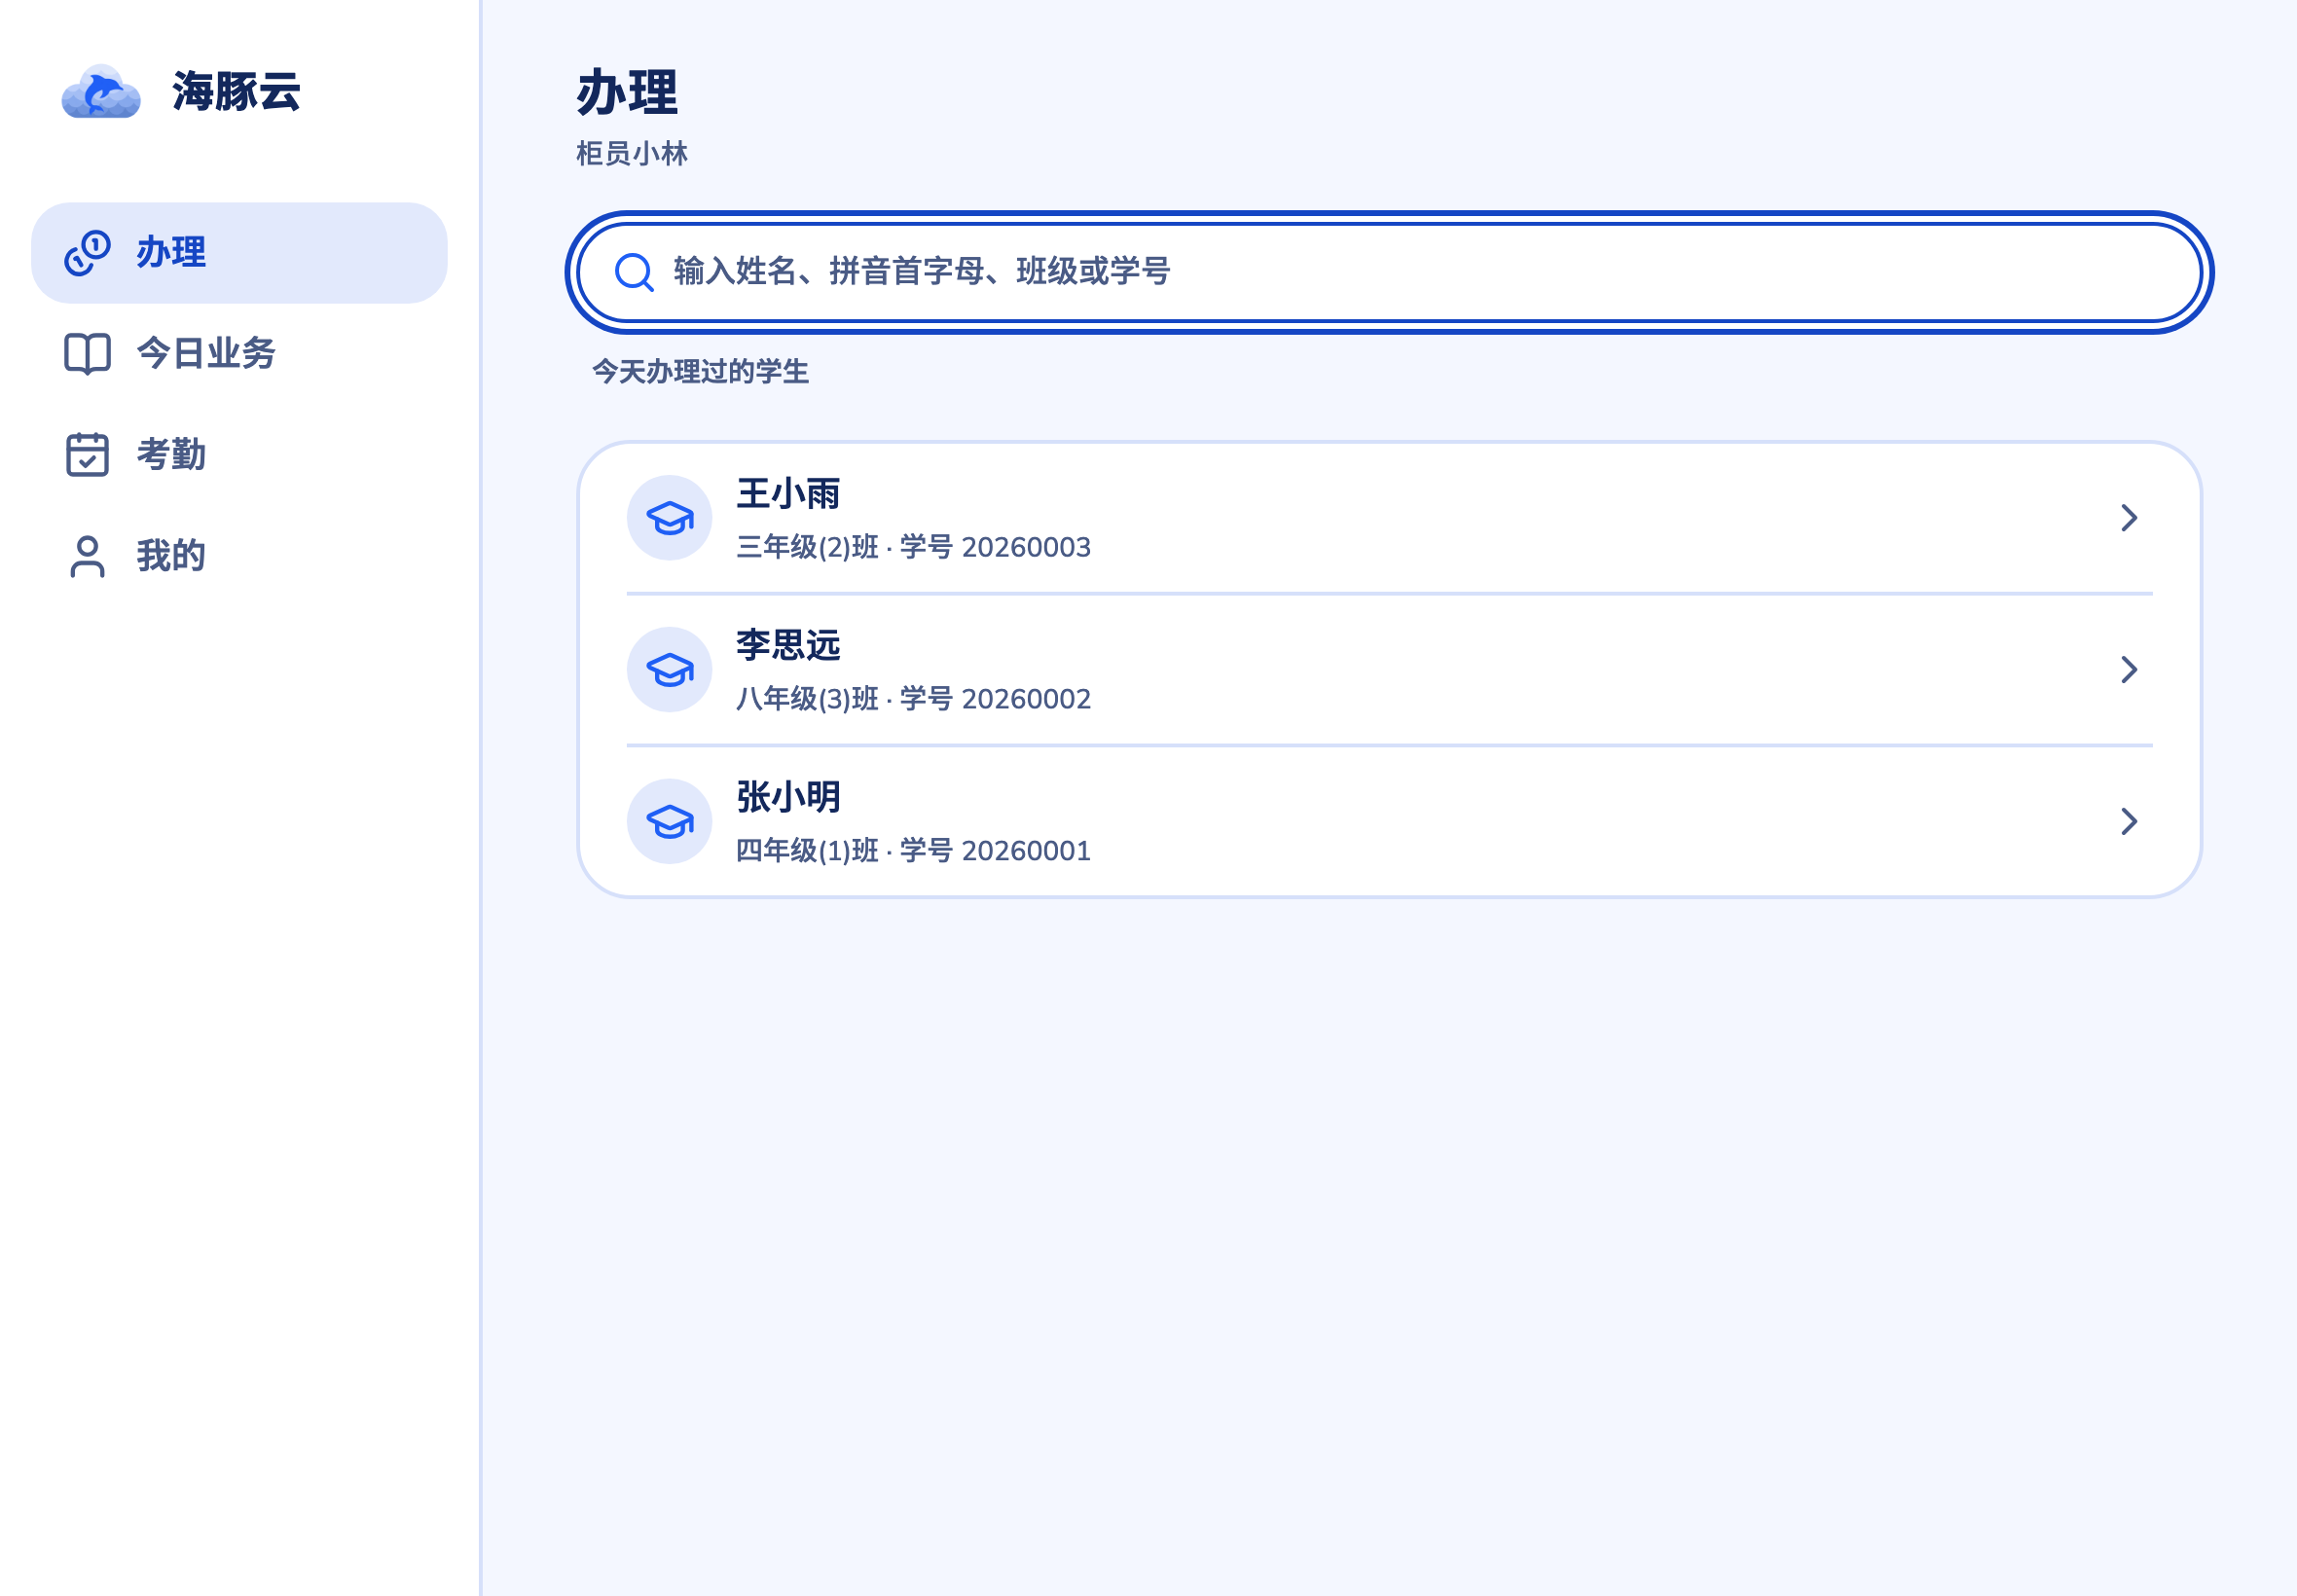 海豚云
办理
今日业务
考勤
我的
办理
柜员小林
输入姓名、拼音首字母、班级或学号
今天办理过的学生
王小雨
三年级(2)班 · 学号 20260003
李思远
八年级(3)班 · 学号 20260002
张小明
四年级(1)班 · 学号 20260001